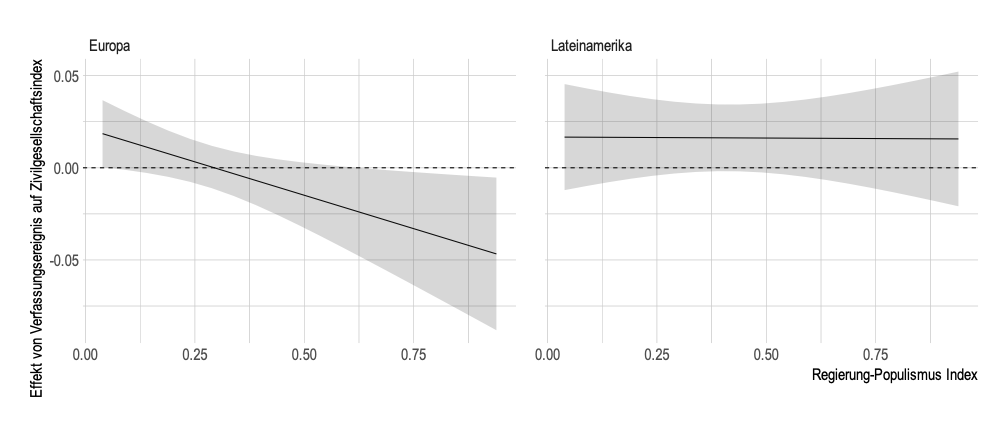 Europa
Lateinamerika
Effekt von Verfassungsereignis auf Zivilgesellschaftsindex
0.05
0.00
-0.05
0.00 0.25 0.50 0.75
0.00 0.25 0.50 0.75
Regierung-Populismus Index